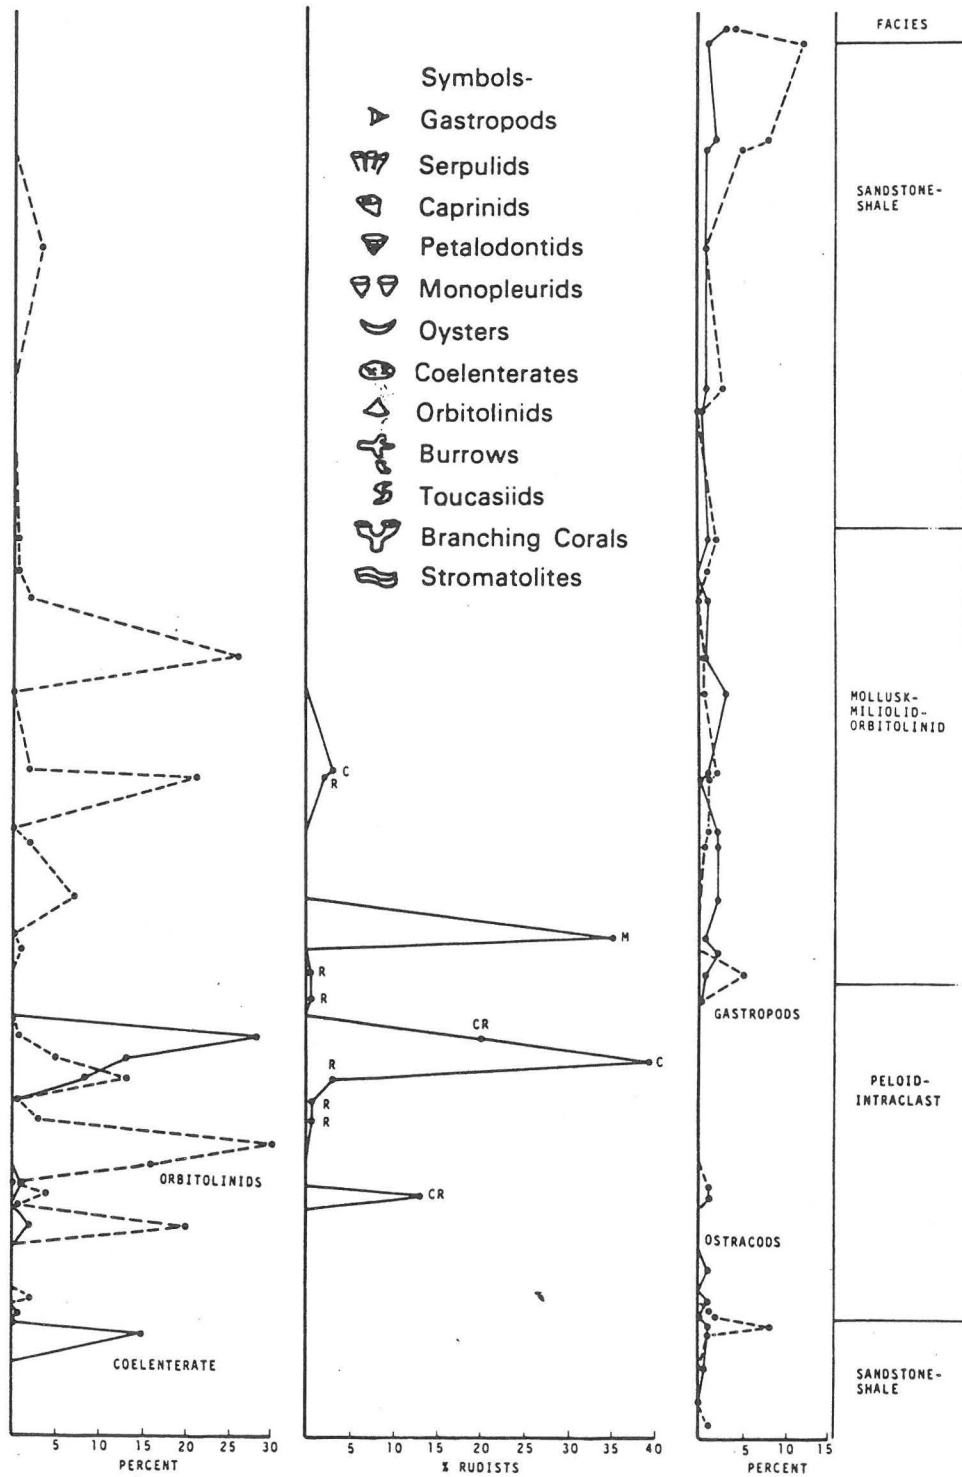 FACIES
Symbols-
Gastropods
Serpulids
Caprinids
Petalodontids
Monopleurids
Oysters
Coelenterates
Orbitolinids
Burrows
Toucasiids
Branching Corals
Stromatolites
SANDSTONE-
SHALE
MOLLUSK-
MILIOLID-
ORBITOLINID
C
R
M
R
R
GASTROPODS
CR
C
R
R
R
PELOID-
INTRACLAST
ORBITOLINIDS
CR
OSTRACODS
COELENTERATE
SANDSTONE-
SHALE
5 10 15 20 25 30
PERCENT
5 10 15 20 25 30 35 40
% RUDISTS
5 10 15
PERCENT